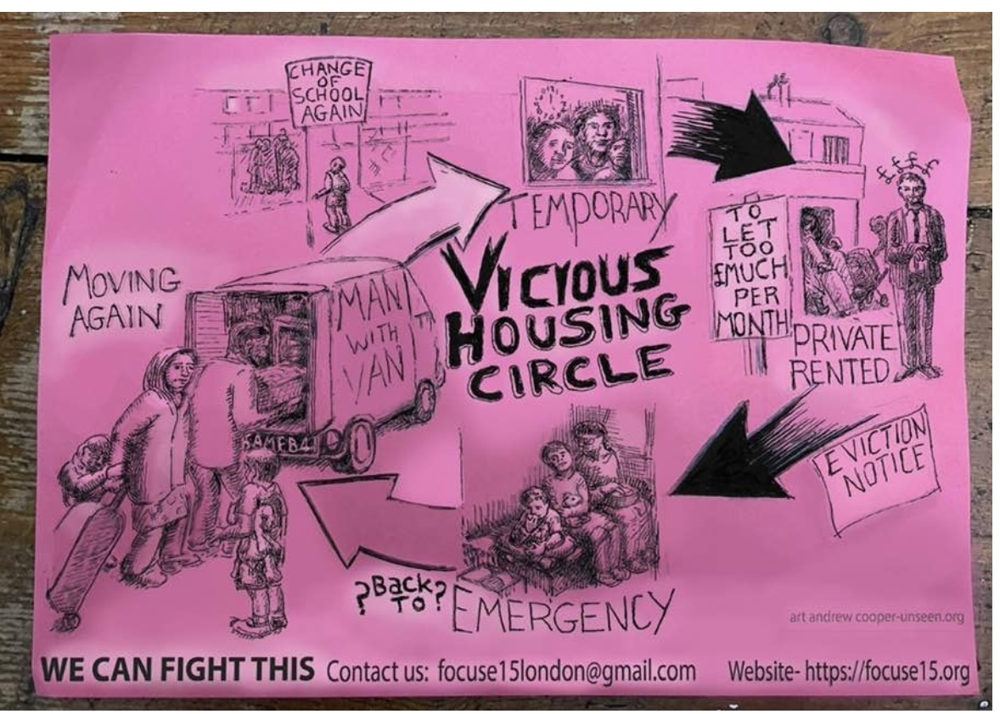 CHANGE
OF
SCHOOL
AGAIN
TEMPORARY
££££
TO
LET
TOO
£MUCH
PER
MONTH
PRIVATE
RENTED
EVICTION
NOTICE
VICIOUS
HOUSING
CIRCLE
MOVING
AGAIN
MAN
WITH
VAN
?BACK?
TO
EMERGENCY
art andrew cooper-unseen.org
WE CAN FIGHT THIS Contact us: focuse15london@gmail.com Website- https://focuse15.org